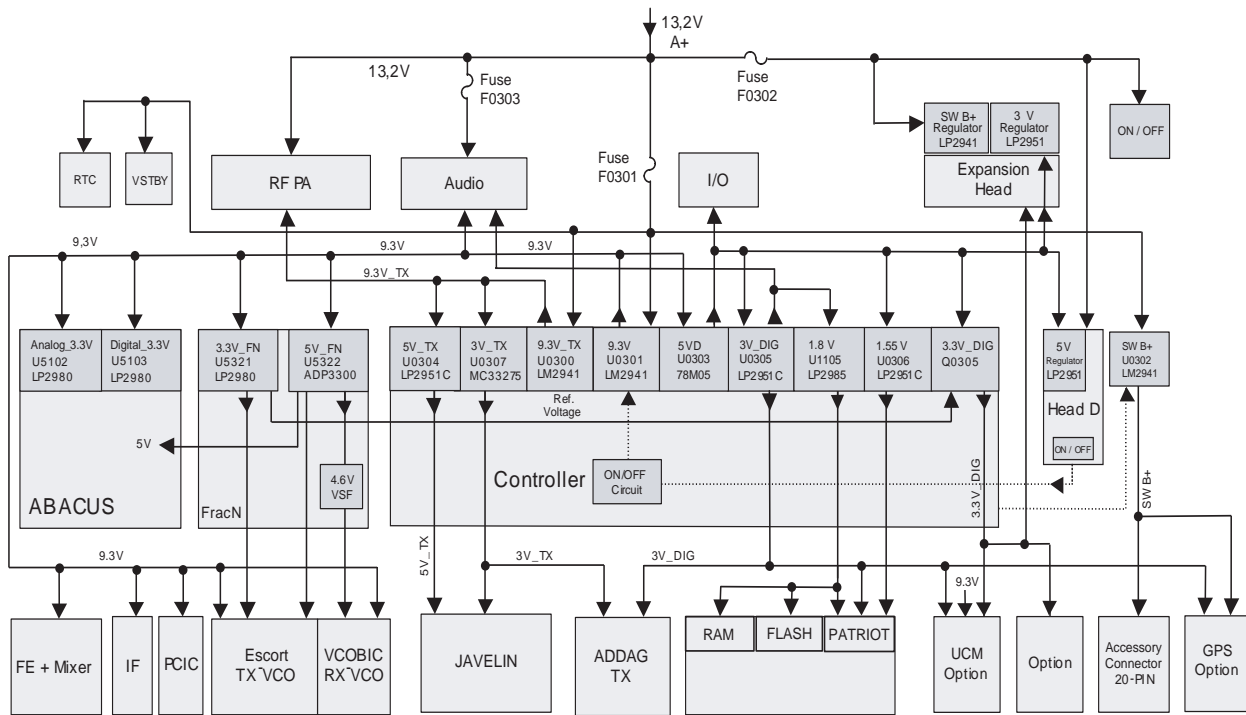 13,2V
A+
13,2V
Fuse
F0303
Fuse
F0302
SW B+
Regulator
LP2941
3 V
Regulator
LP2951
ON / OFF
Expansion
Head
RTC
VSTBY
RF PA
Audio
Fuse
F0301
I/O
9,3V
9.3V
9.3V
9.3V
9.3V_TX
Analog_3.3V
U5102
LP2980
Digital_3.3V
U5103
LP2980
3.3V_FN
U5321
LP2980
5V_FN
U5322
ADP3300
5V_TX
U0304
LP2951C
3V_TX
U0307
MC33275
9.3V_TX
U0300
LM2941
9.3V
U0301
LM2941
5VD
U0303
78M05
3V_DIG
U0305
LP2951C
1.8 V
U1105
LP2985
1.55 V
U0306
LP2951C
3.3V_DIG
Q0305
5V
Regulator
LP2951
SW B+
U0302
LM2941
Ref.
Voltage
Head D
ON / OFF
5V
4.6V
VSF
Controller
ON/OFF
Circuit
3.3V_DIG
SW B+
ABACUS
FracN
9.3V
5V_TX
3V_TX
3V_DIG
9.3V
FE + Mixer
IF
PCIC
Escort
TX-VCO
VCOBIC
RX-VCO
JAVELIN
ADDAG
TX
RAM
FLASH
PATRIOT
UCM
Option
Option
Accessory
Connector
20-PIN
GPS
Option